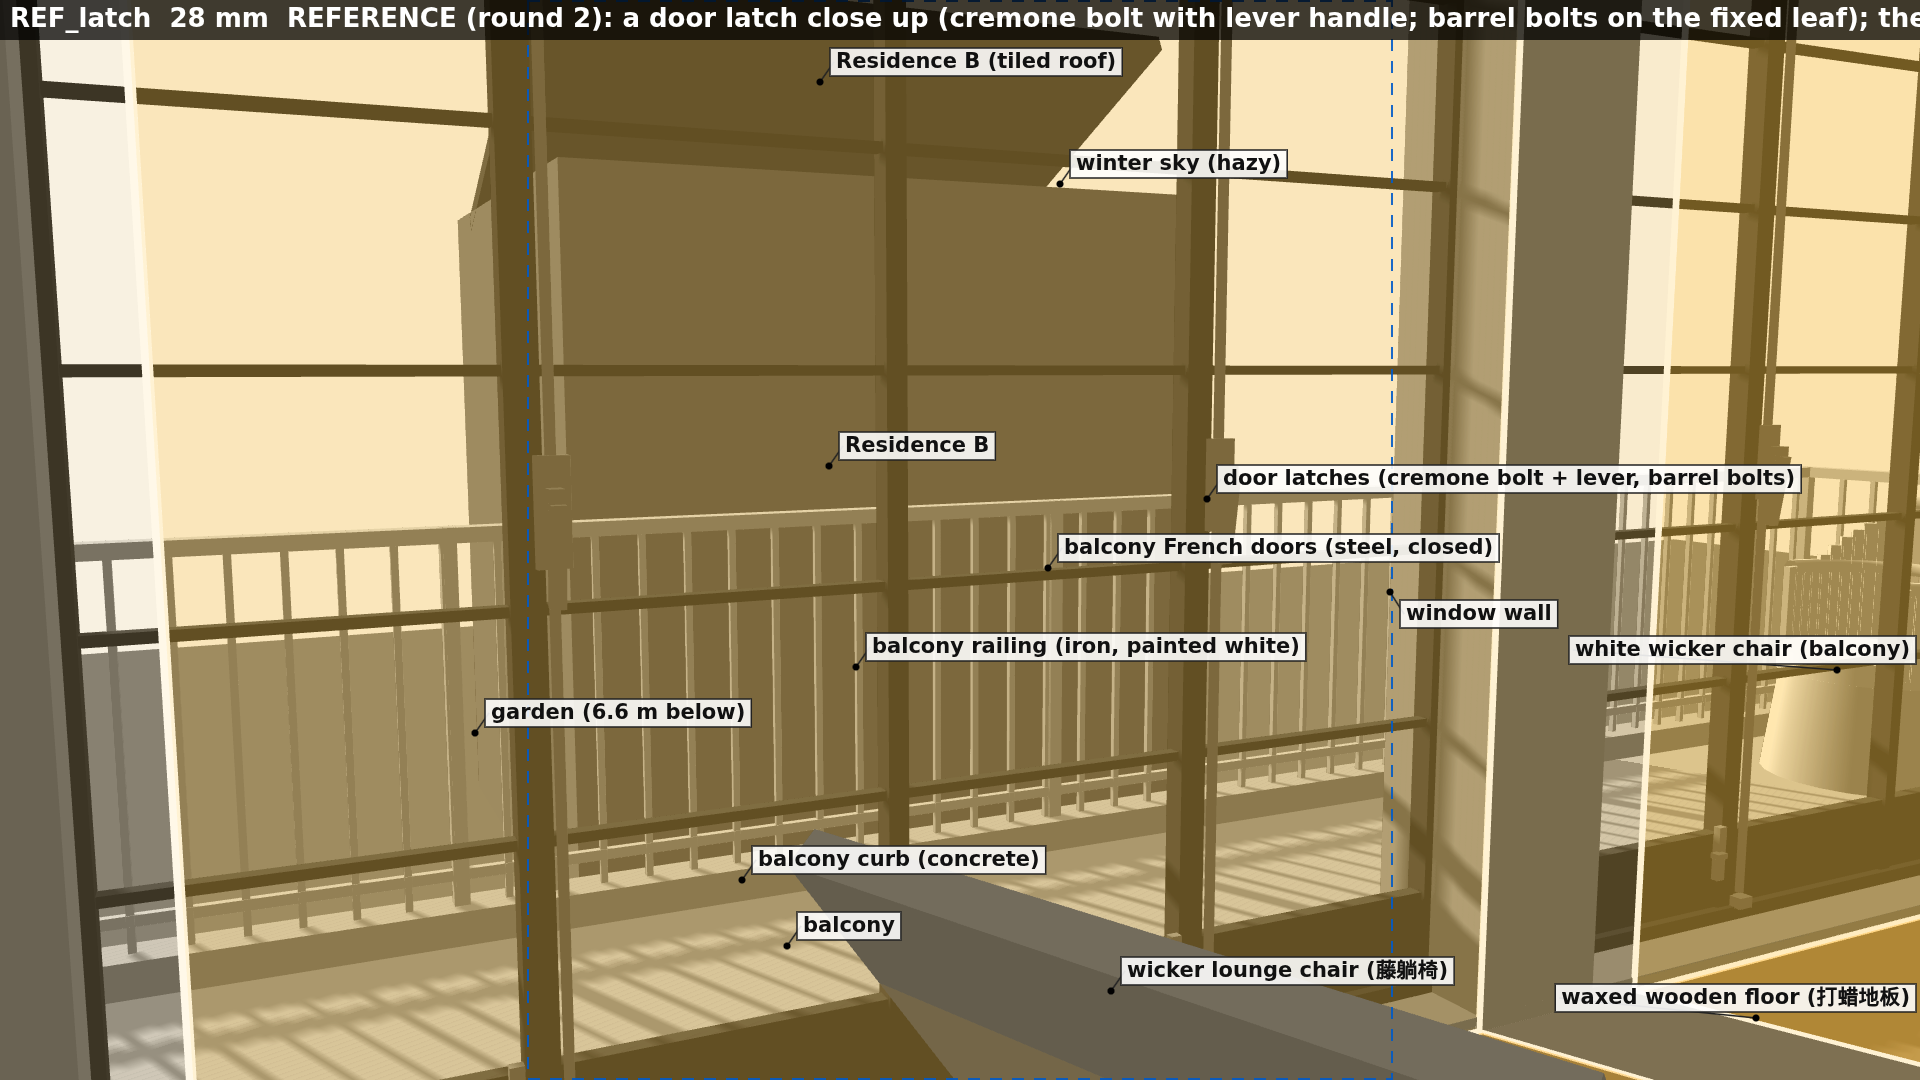 REF_latch 28 mm REFERENCE (round 2): a door latch close up (cremone bolt with lever handle; barrel bolts on the fixed leaf); the
Residence B (tiled roof)
winter sky (hazy)
Residence B
door latches (cremone bolt + lever, barrel bolts)
balcony French doors (steel, closed)
window wall
balcony railing (iron, painted white)
white wicker chair (balcony)
garden (6.6 m below)
balcony curb (concrete)
balcony
wicker lounge chair (藤躺椅)
waxed wooden floor (打蜡地板)